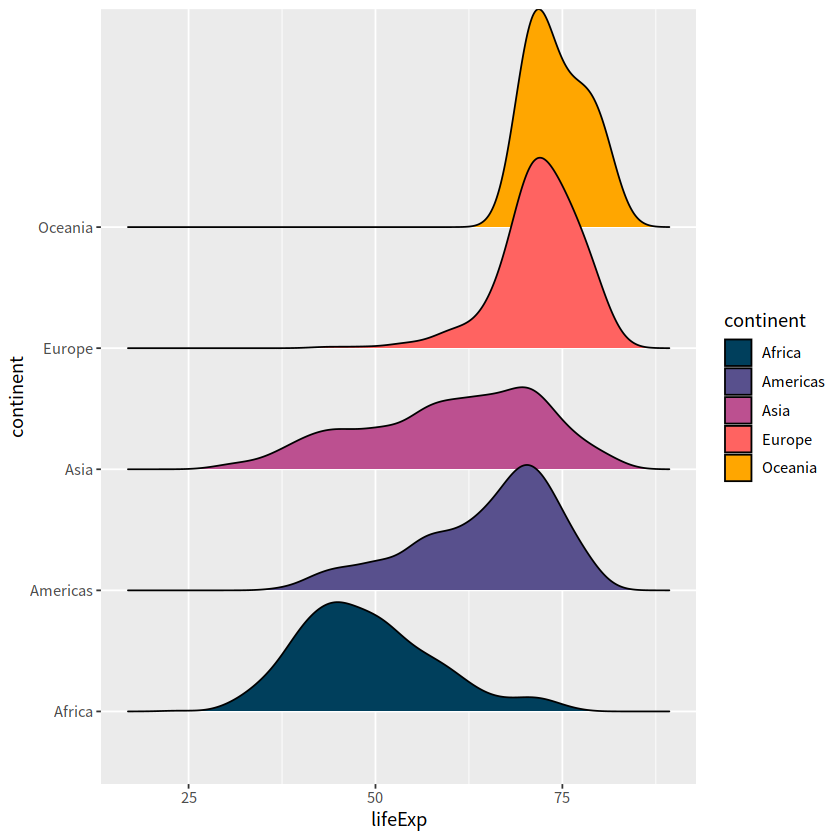 Oceania
Europe
Asia
Americas
Africa
continent
25 50 75
lifeExp
continent
Africa
Americas
Asia
Europe
Oceania